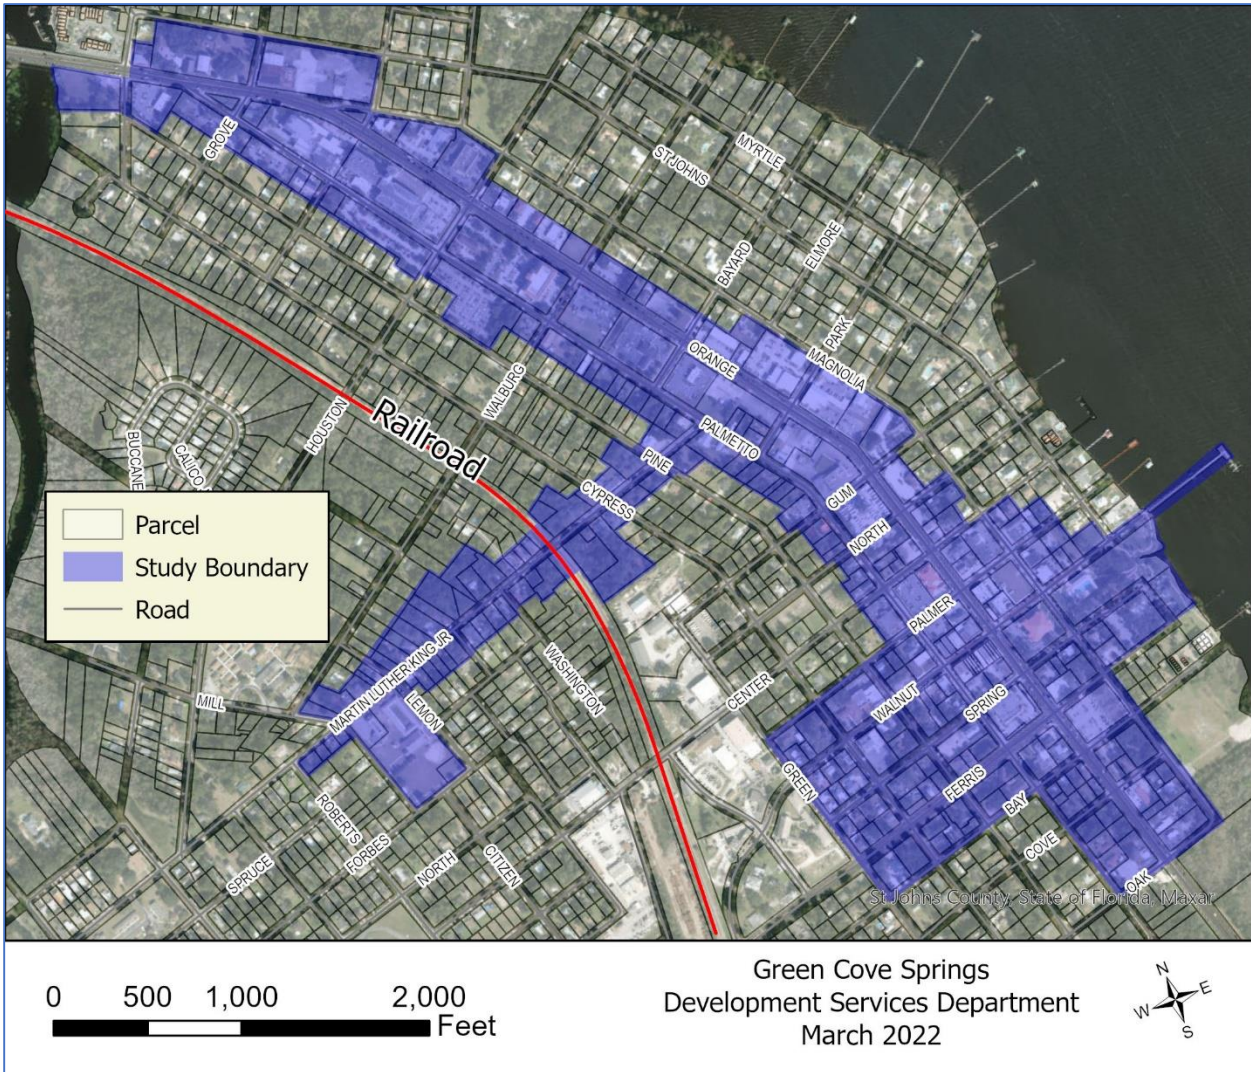 MYRTLE
ST JOHNS
GROVE
ELMORE
BAYARD
PARK
MAGNOLIA
ORANGE
WALBURG
HOUSTON
Railroad
PALMETTO
PINE
CYPRESS
BUCCANE
CALICO J
GUM
NORTH
PALMER
WALNUT
SPRING
Parcel
Study Boundary
Road
MARTIN LUTHER KING JR
LEMON
WASHINGTON
CENTER
MILL
GREEN
FERRIS
BAY
COVE
OAK
ROBERTS
FORBES
SPRUCE
NORTH
CITIZEN
St.Johns County, State of Florida, Maxar
0 500 1,000 2,000
Feet
Green Cove Springs
Development Services Department
March 2022
N
E
W
S